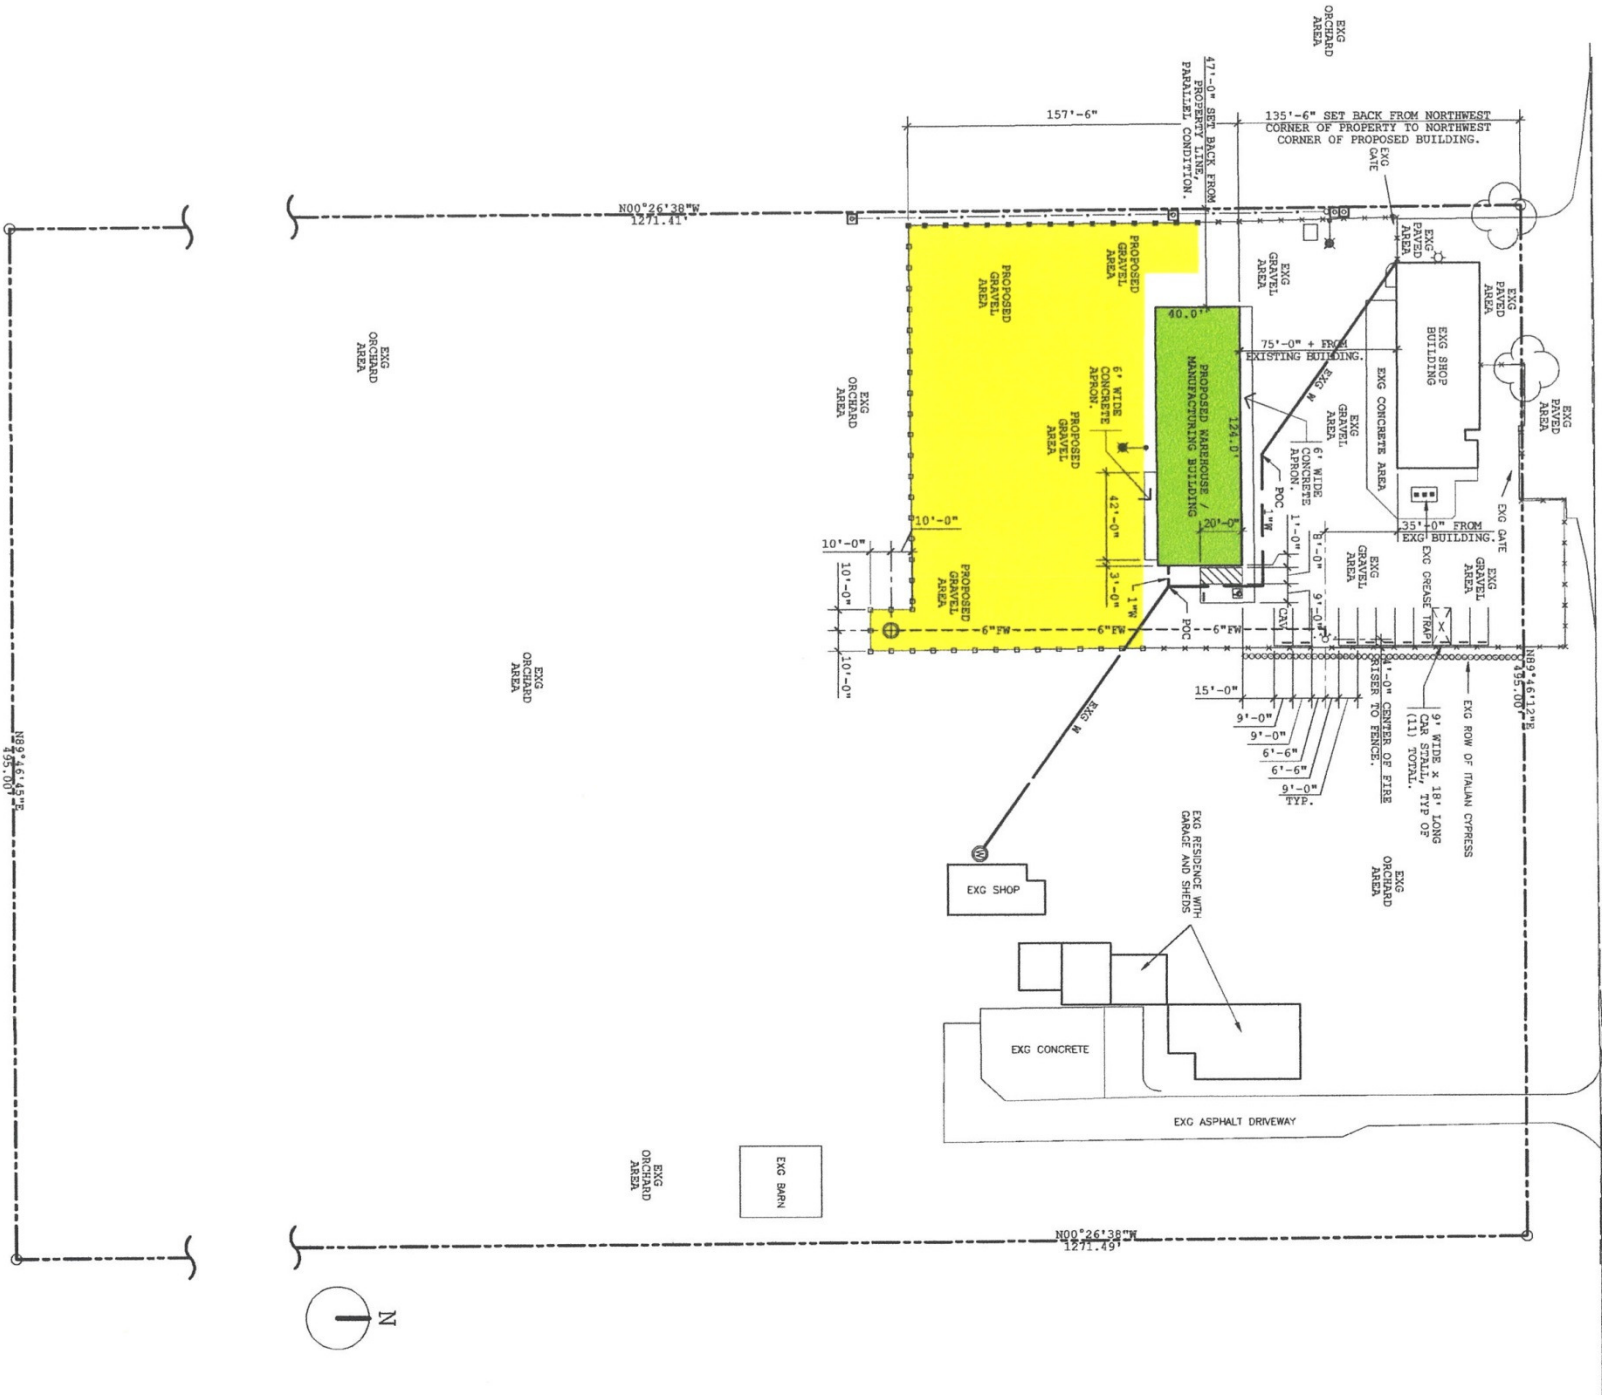 EXG
ORCHARD
AREA
47'-0" SET BACK FROM
PROPERTY LINE,
PARALLEL CONDITION.
157'-6"
135'-6" SET BACK FROM NORTHWEST
CORNER OF PROPERTY TO NORTHWEST
CORNER OF PROPOSED BUILDING.
EXG
GATE
N00°26'38"W
1271.41'
EXG
PAVED
AREA
EXG
PAVED
AREA
EXG
PAVED
AREA
PROPOSED
GRAVEL
AREA
PROPOSED
GRAVEL
AREA
EXG
GRAVEL
AREA
40.0'
75'-0" + FROM
EXISTING BUILDING.
EXG SHOP
BUILDING
EXG
ORCHARD
AREA
EXG
ORCHARD
AREA
6' WIDE
CONCRETE
APRON.
PROPOSED WAREHOUSE /
MANUFACTURING BUILDING
124.0'
EXG W
EXG CONCRETE AREA
EXG
GRAVEL
AREA
PROPOSED
GRAVEL
AREA
6' WIDE
CONCRETE
APRON.
POC
1"W
42'-0"
20'-0"
1'-0"
8'-0"
9'-0"
35'-0" FROM
EXG BUILDING.
EXG GATE
10'-0"
10'-0"
10'-0"
10'-0"
3'-0"
1"W
POC
PROPOSED
GRAVEL
AREA
EXG
GRAVEL
AREA
EXG GREASE TRAP
EXG
GRAVEL
AREA
CAV
X
6"FW
6"FW
6"FW
N89°46'12"E
495.00'
EXG
ORCHARD
AREA
EXG W
15'-0"
9'-0"
9'-0"
6'-6"
6'-6"
9'-0"
TYP.
4'-0" CENTER OF FIRE
RISER TO FENCE.
9' WIDE x 18' LONG
CAR STALL, TYP OF
(11) TOTAL.
EXG ROW OF ITALIAN CYPRESS
N89°46'45"E
495.00'
W
EXG SHOP
EXG RESIDENCE WITH
GARAGE AND SHEDS
EXG
ORCHARD
AREA
EXG CONCRETE
EXG ASPHALT DRIVEWAY
EXG
ORCHARD
AREA
EXG BARN
N00°26'38"W
1271.49'
N